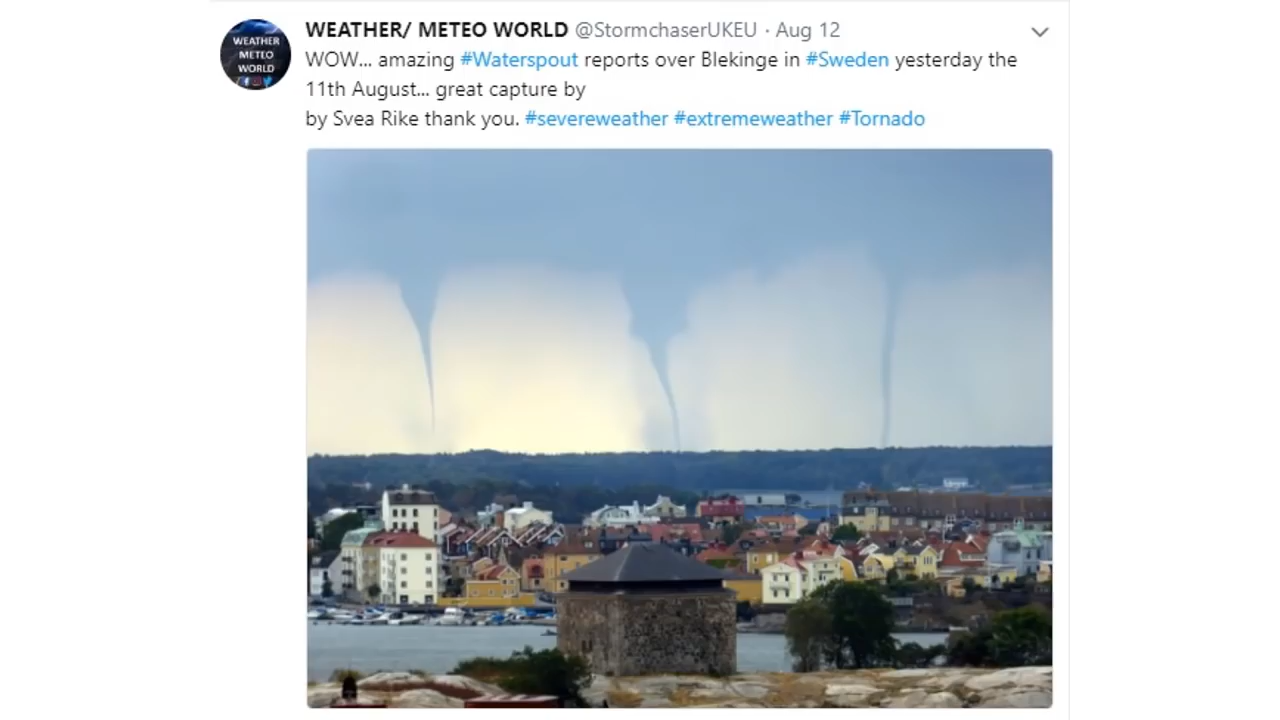 WEATHER/ METEO WORLD @StormchaserUKEU · Aug 12
WOW... amazing #Waterspout reports over Blekinge in #Sweden yesterday the
11th August... great capture by
by Svea Rike thank you. #severeweather #extremeweather #Tornado
WEATHER
METEO
WORLD